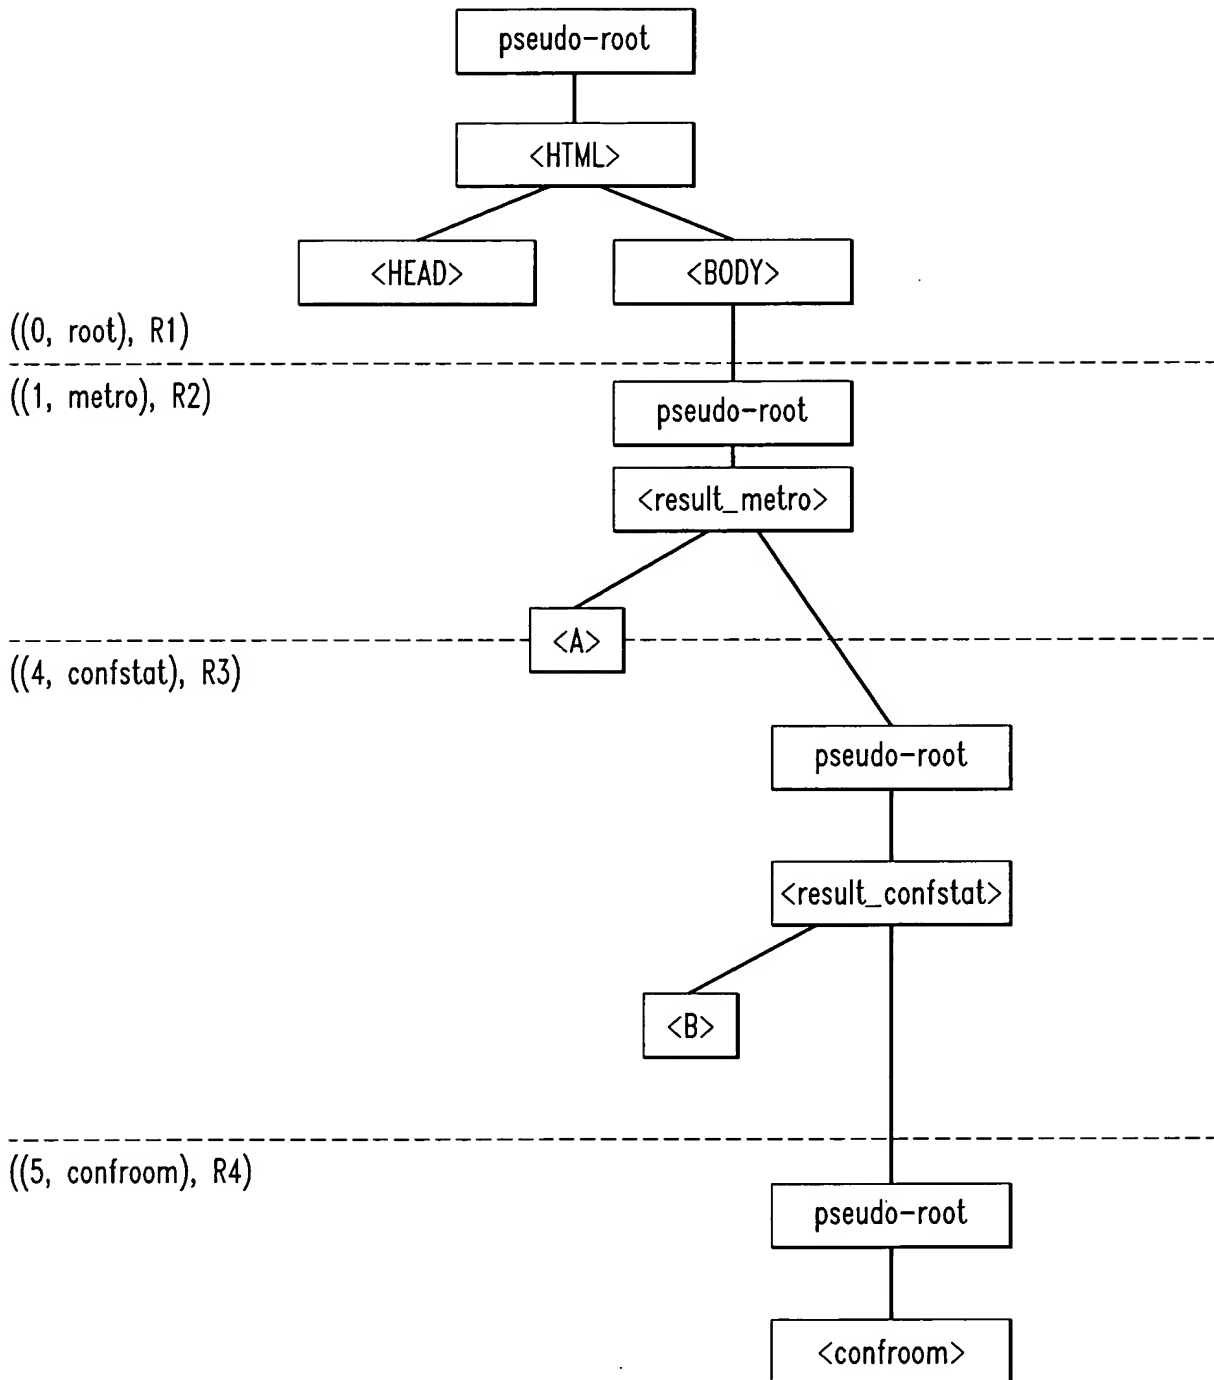 pseudo-root
<HTML>
<HEAD>
<BODY>
((0, root), R1)
((1, metro), R2)
pseudo-root
<result_metro>
<A>
((4, confstat), R3)
pseudo-root
<result_confstat>
<B>
((5, confroom), R4)
pseudo-root
<confroom>